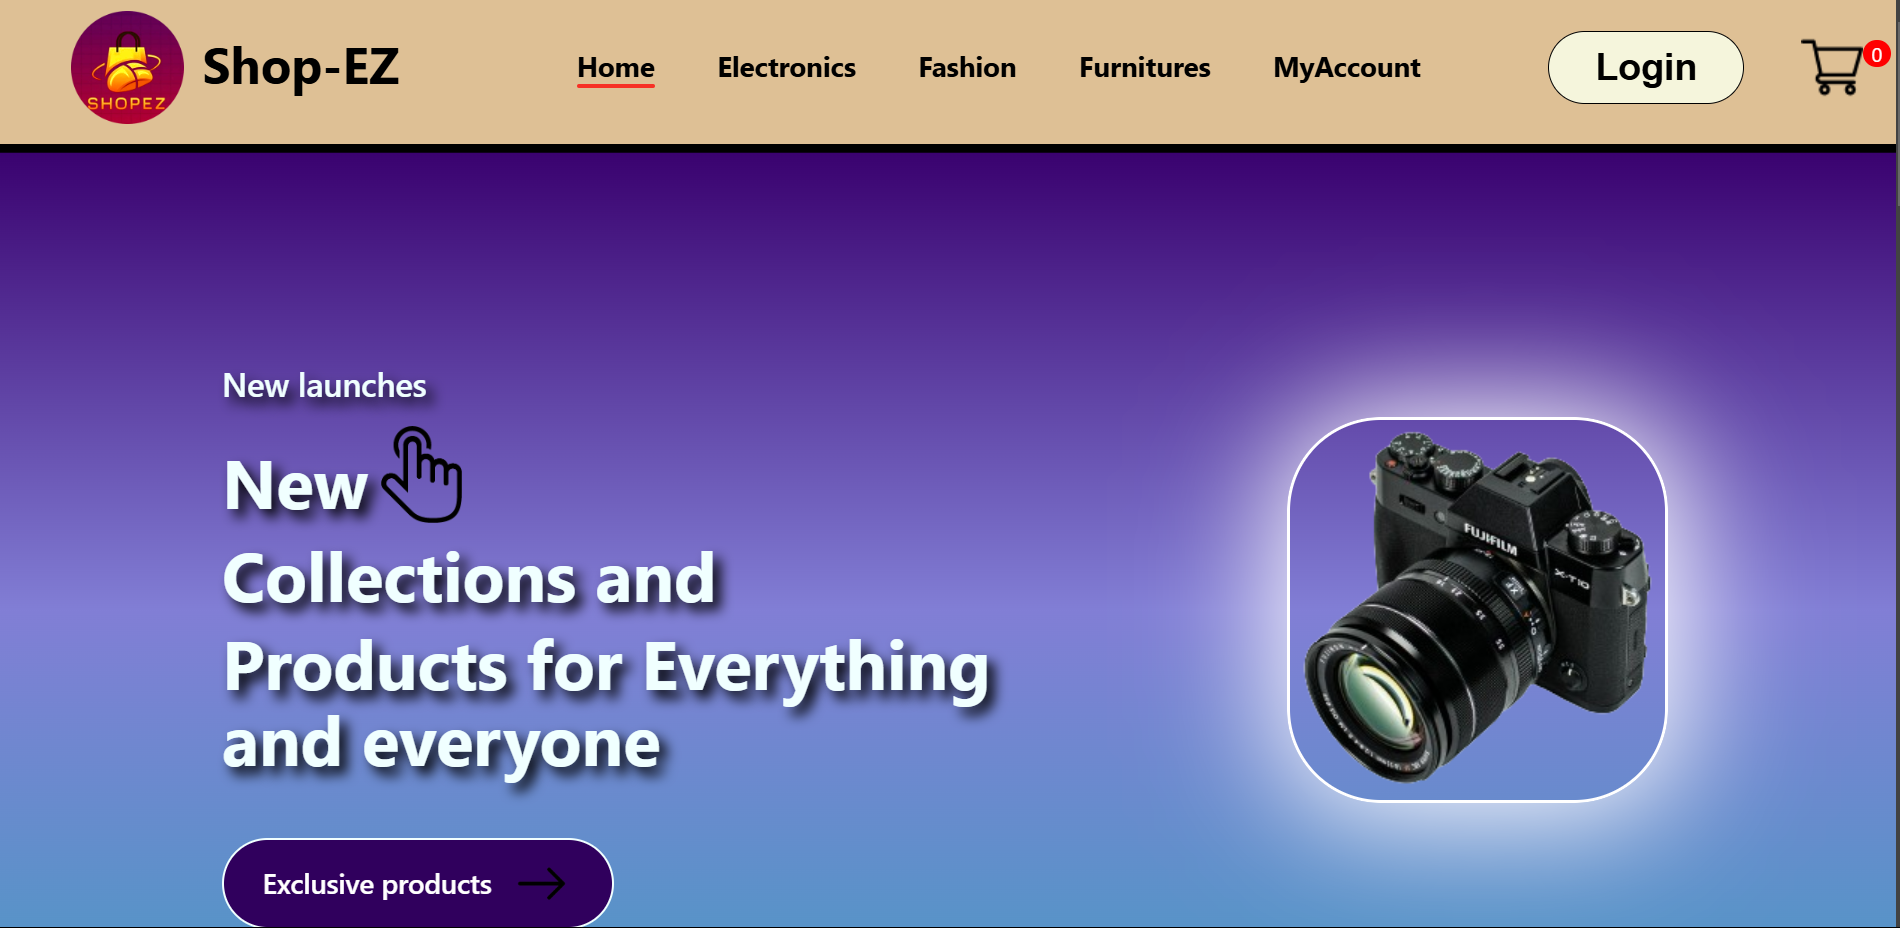 SHOPEZ
Shop-EZ
Home
Electronics
Fashion
Furnitures
MyAccount
Login
0
New launches
New
Collections and
Products for Everything
and everyone
FUJIFILM
X-T10
Exclusive products